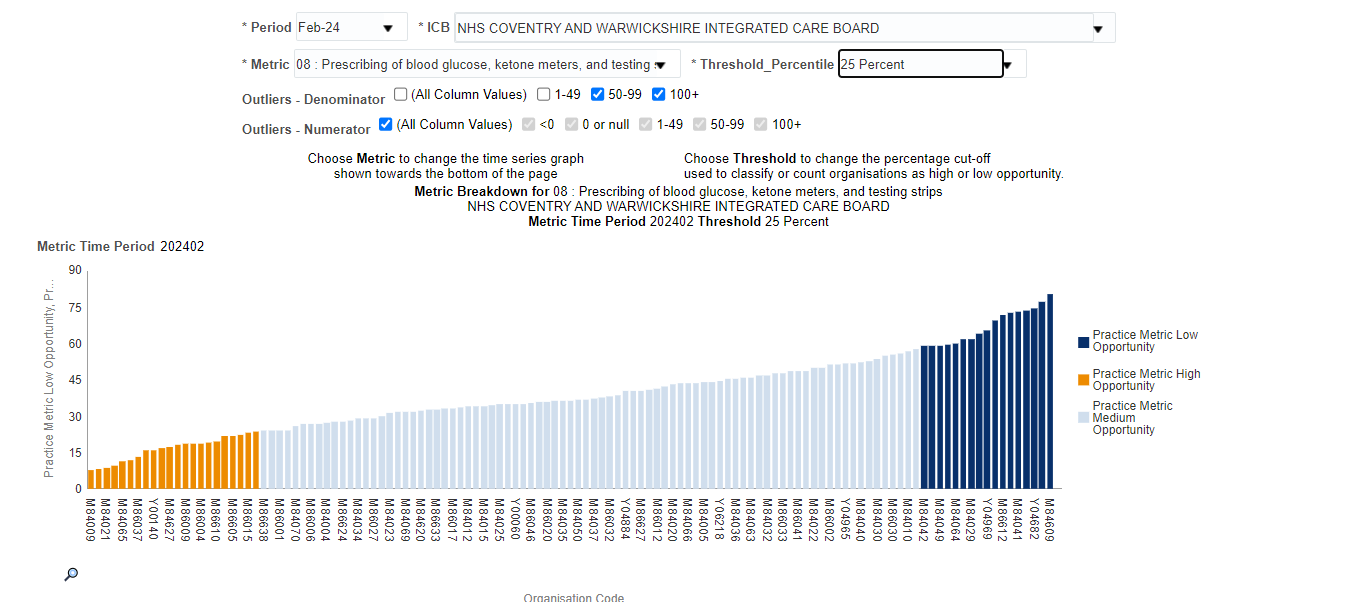 * Period Feb-24 * ICB NHS COVENTRY AND WARWICKSHIRE INTEGRATED CARE BOARD
* Metric 08 : Prescribing of blood glucose, ketone meters, and testing * Threshold_Percentile 25 Percent
Outliers - Denominator (All Column Values) 1-49 50-99 100+
Outliers - Numerator (All Column Values) <0 0 or null 1-49 50-99 100+
Choose Metric to change the time series graph
shown towards the bottom of the page
Choose Threshold to change the percentage cut-off
used to classify or count organisations as high or low opportunity.
Metric Breakdown for 08 : Prescribing of blood glucose, ketone meters, and testing strips
NHS COVENTRY AND WARWICKSHIRE INTEGRATED CARE BOARD
Metric Time Period 202402 Threshold 25 Percent
Metric Time Period 202402
Practice Metric Low Opportunity, Pr...
90
75
60
45
30
15
0
M84009
M84021
M84065
M86037
Y00140
M84627
M86009
M86004
M86610
M86605
M86015
M86638
M86001
M84070
M86006
M84004
M86624
M84034
M86027
M84023
M84069
M84620
M86633
M86017
M84012
M84015
M84025
Y00060
M86046
M86020
M84035
M84050
M84037
M86032
Y04884
M86627
M86012
M84020
M84066
M84005
Y06218
M84036
M84063
M86032
M86033
M86041
M84022
M86002
Y04965
M84040
M84030
M86030
M84010
M84042
M84049
M84064
M84029
Y04969
M86612
M84041
Y04682
M84609
Practice Metric Low
Opportunity
Practice Metric High
Opportunity
Practice Metric
Medium
Opportunity
Organisation Code